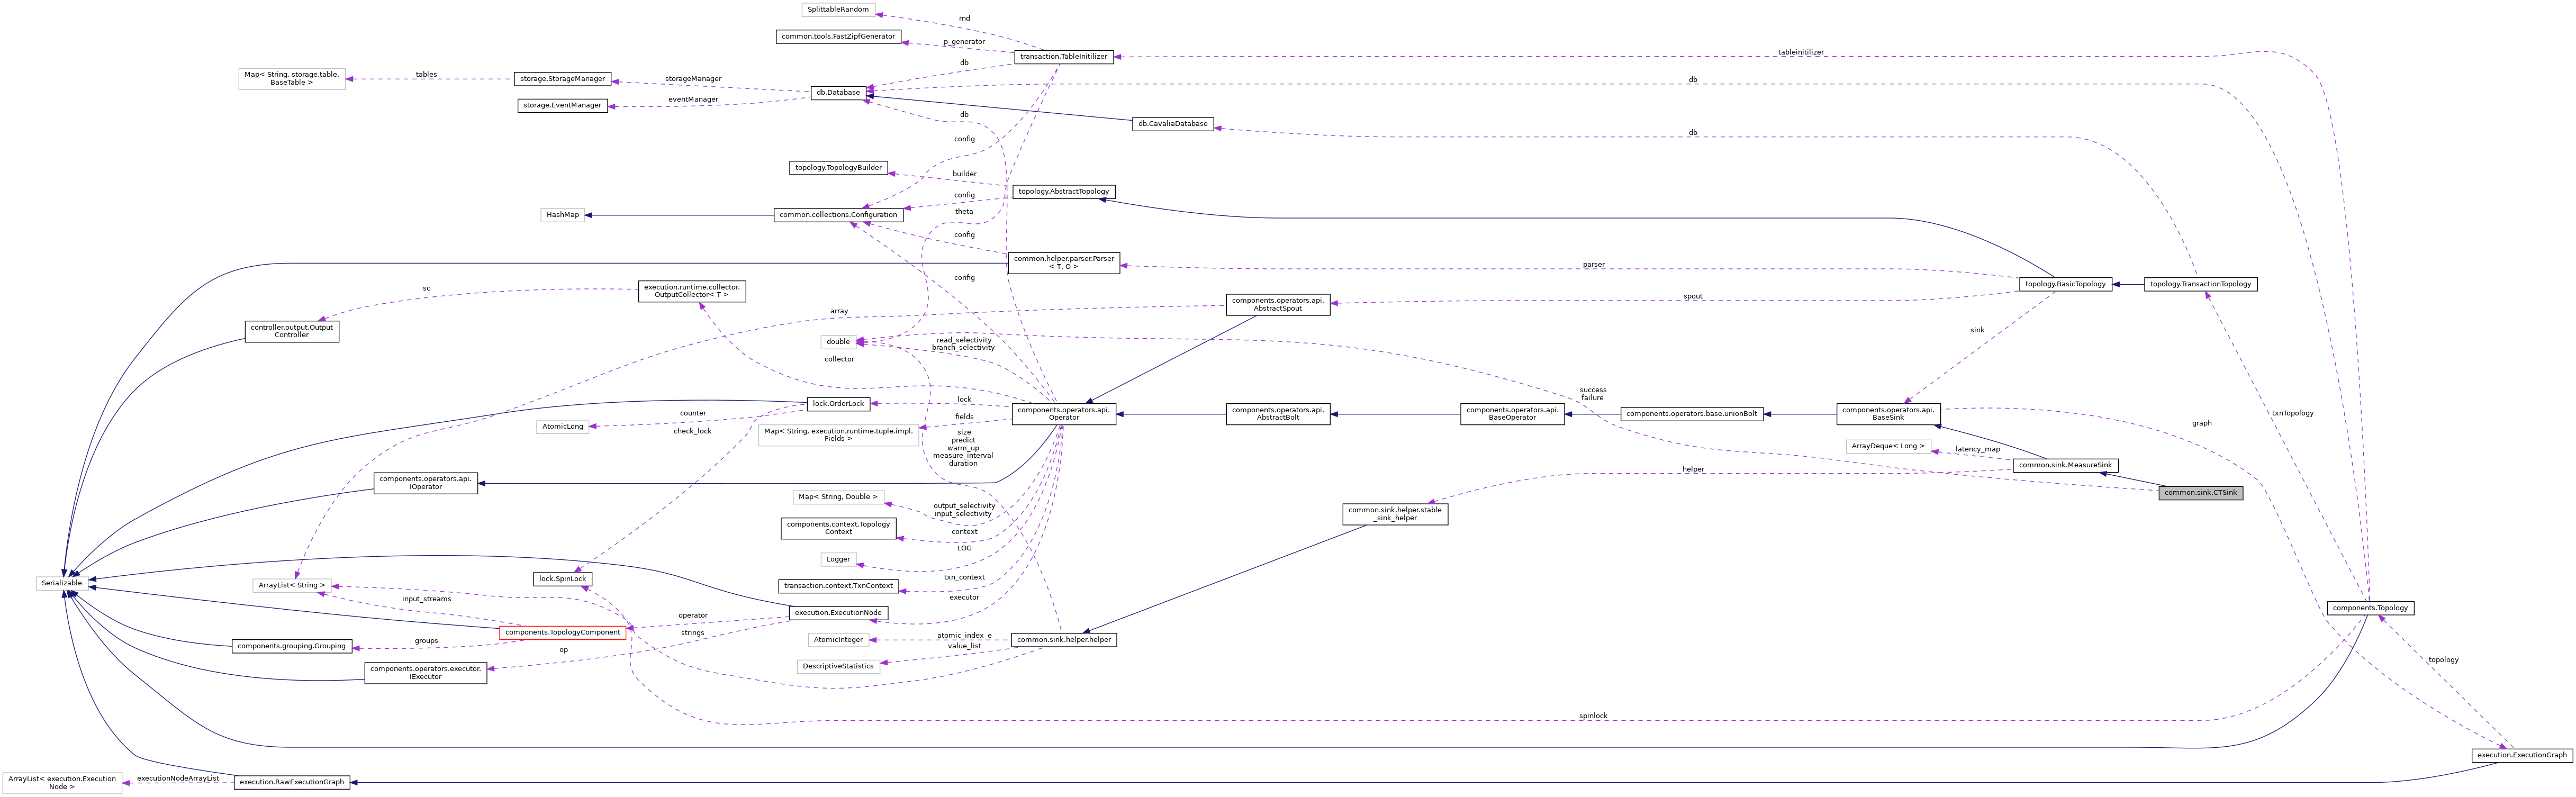 SplittableRandom
rnd
common.tools.FastZipfGenerator
p_generator
transaction.TableInitilizer
tableinitilizer
Map< String, storage.table.
BaseTable >
tables
storage.StorageManager
storageManager
db
db
db.Database
storage.EventManager
eventManager
db
db.CavaliaDatabase
db
config
topology.TopologyBuilder
builder
topology.AbstractTopology
config
HashMap
common.collections.Configuration
theta
config
common.helper.parser.Parser
< T, O >
parser
config
sc
execution.runtime.collector.
OutputCollector< T >
topology.BasicTopology
topology.TransactionTopology
spout
components.operators.api.
AbstractSpout
array
controller.output.Output
Controller
sink
double
read_selectivity
branch_selectivity
collector
success
failure
lock.OrderLock
lock
counter
AtomicLong
check_lock
Map< String, execution.runtime.tuple.impl.
Fields >
fields
components.operators.api.
Operator
components.operators.api.
AbstractBolt
components.operators.api.
BaseOperator
components.operators.base.unionBolt
components.operators.api.
BaseSink
txnTopology
graph
size
predict
warm_up
measure_interval
duration
ArrayDeque< Long >
latency_map
common.sink.MeasureSink
helper
components.operators.api.
IOperator
common.sink.CTSink
Map< String, Double >
output_selectivity
input_selectivity
common.sink.helper.stable
_sink_helper
components.context.Topology
Context
context
LOG
Logger
Serializable
ArrayList< String >
lock.SpinLock
transaction.context.TxnContext
txn_context
input_streams
executor
execution.ExecutionNode
components.Topology
operator
components.TopologyComponent
strings
groups
components.grouping.Grouping
op
AtomicInteger
atomic_index_e
value_list
common.sink.helper.helper
components.operators.executor.
IExecutor
DescriptiveStatistics
topology
spinlock
execution.ExecutionGraph
ArrayList< execution.Execution
Node >
executionNodeArrayList
execution.RawExecutionGraph